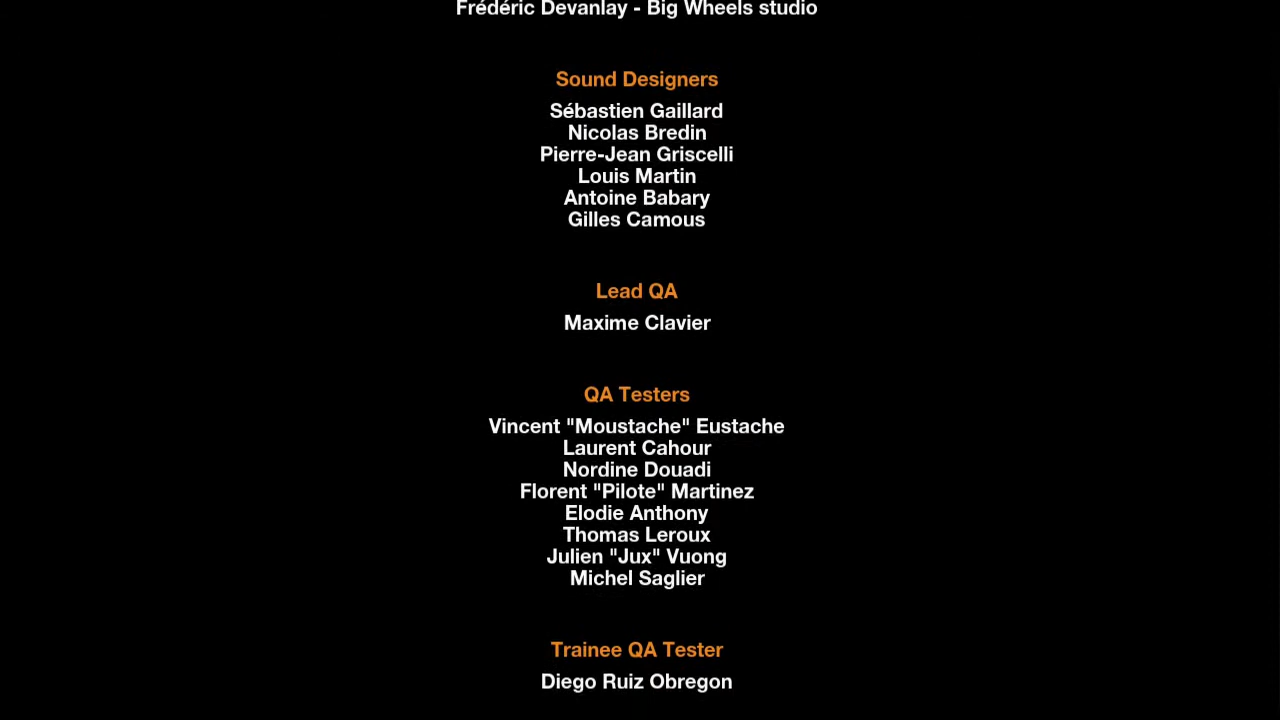 Frédéric Devanlay - Big Wheels studio
Sound Designers
Sébastien Gaillard
Nicolas Bredin
Pierre-Jean Griscelli
Louis Martin
Antoine Babary
Gilles Camous
Lead QA
Maxime Clavier
QA Testers
Vincent "Moustache" Eustache
Laurent Cahour
Nordine Douadi
Florent "Pilote" Martinez
Elodie Anthony
Thomas Leroux
Julien "Jux" Vuong
Michel Saglier
Trainee QA Tester
Diego Ruiz Obregon